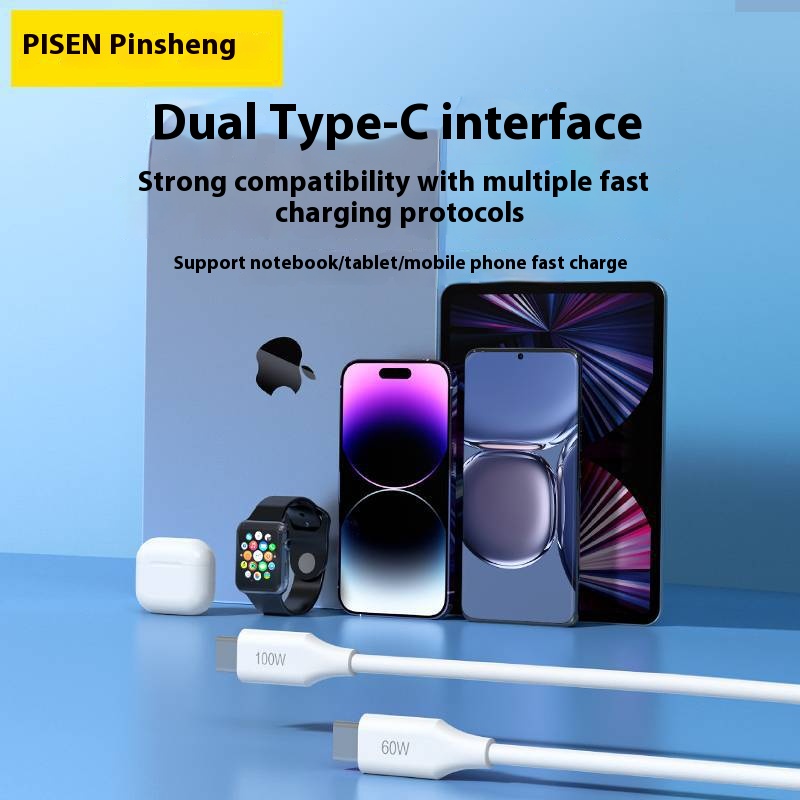 PISEN Pinsheng
Dual Type-C interface
Strong compatibility with multiple fast
charging protocols
Support notebook/tablet/mobile phone fast charge
100W
60W